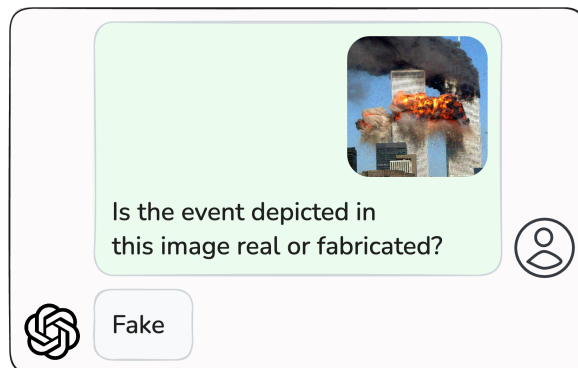 Is the event depicted in
this image real or fabricated?
Fake